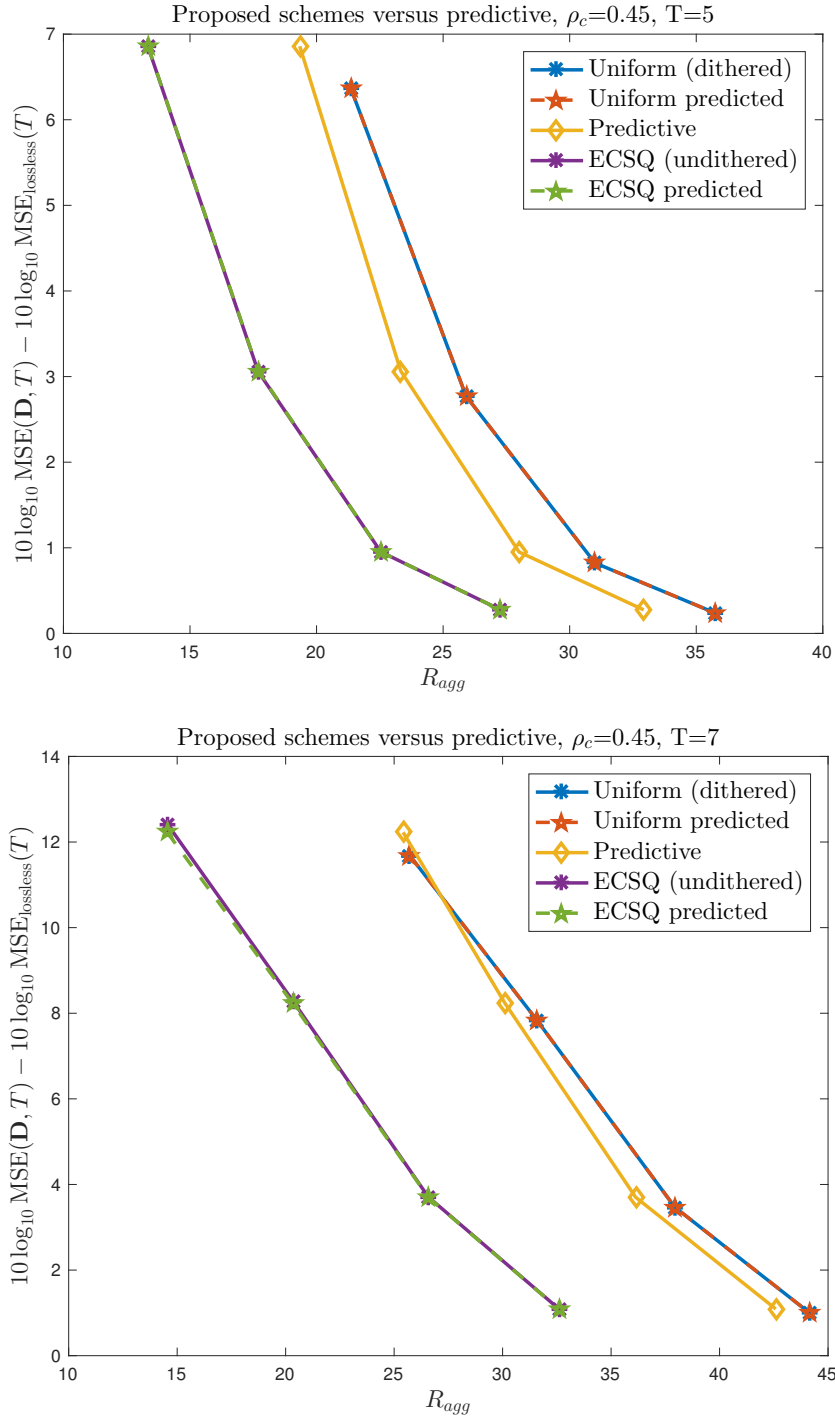 Proposed schemes versus predictive, ρc=0.45, T=5
7
6
5
4
3
2
1
0
10 log10 MSE(D, T) − 10 log10 MSElossless(T)
Uniform (dithered)
Uniform predicted
Predictive
ECSQ (undithered)
ECSQ predicted
10 15 20 25 30 35 40
Ragg
Proposed schemes versus predictive, ρc=0.45, T=7
14
12
10
8
6
4
2
0
10 log10 MSE(D, T) − 10 log10 MSElossless(T)
Uniform (dithered)
Uniform predicted
Predictive
ECSQ (undithered)
ECSQ predicted
10 15 20 25 30 35 40 45
Ragg